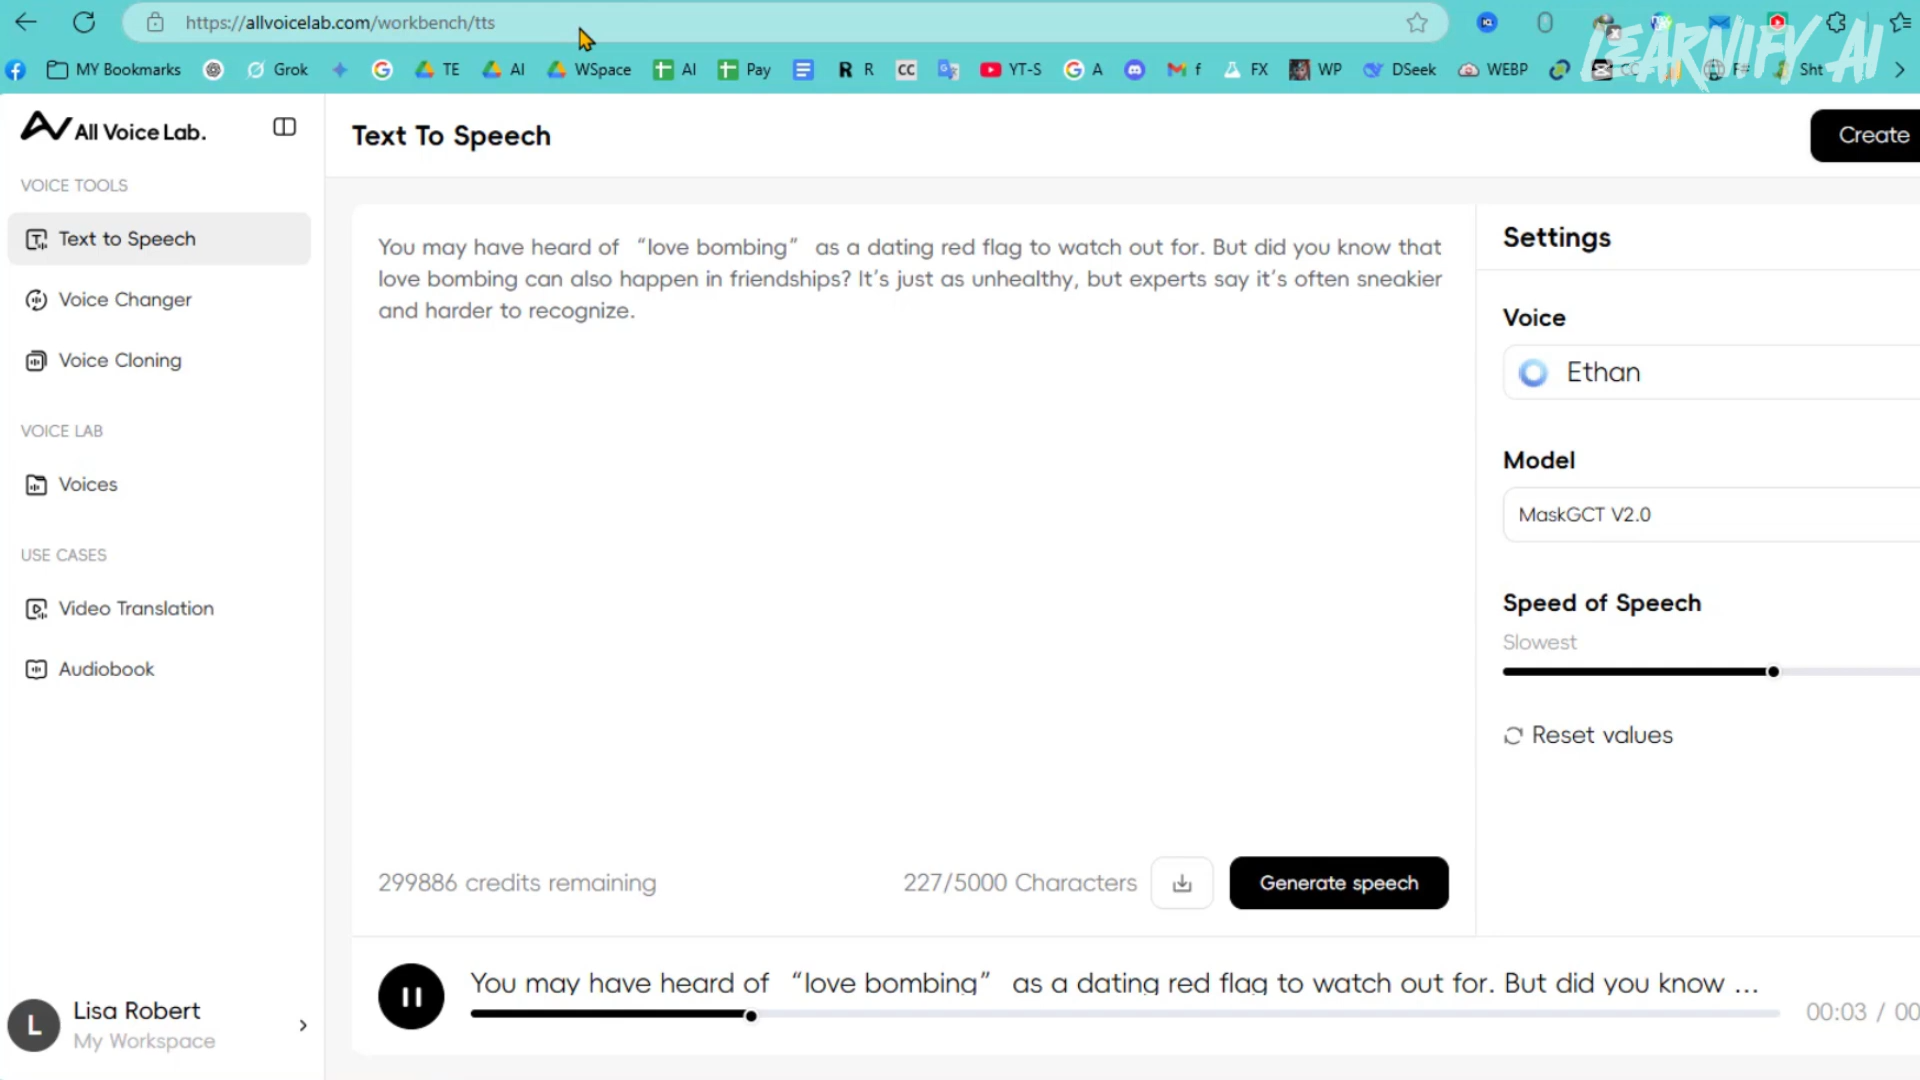 https://allvoicelab.com/workbench/tts
MY Bookmarks
Grok
TE
AI
WSpace
AI
Pay
R R
CC
YT-S
A
f
FX
WP
DSeek
WEBP
Sht
LEARNIFY AI
All Voice Lab.
Text To Speech
Create
VOICE TOOLS
Text to Speech
Voice Changer
Voice Cloning
VOICE LAB
Voices
USE CASES
Video Translation
Audiobook
You may have heard of “love bombing” as a dating red flag to watch out for. But did you know that
love bombing can also happen in friendships? It’s just as unhealthy, but experts say it’s often sneakier
and harder to recognize.
Settings
Voice
Ethan
Model
MaskGCT V2.0
Speed of Speech
Slowest
Reset values
299886 credits remaining
227/5000 Characters
Generate speech
You may have heard of “love bombing” as a dating red flag to watch out for. But did you know ...
00:03 / 00
L
Lisa Robert
My Workspace